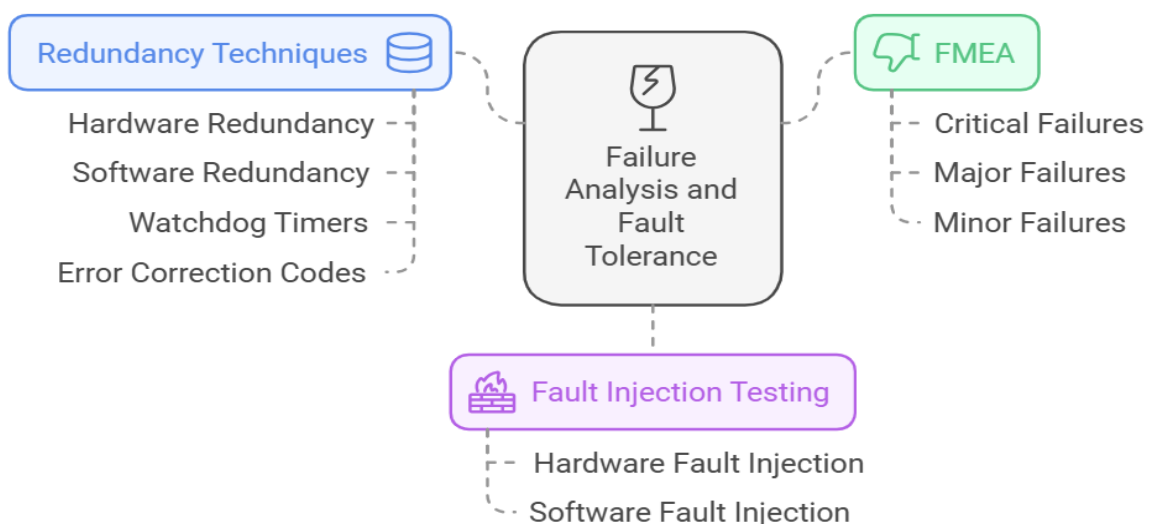 Redundancy Techniques
Hardware Redundancy
Software Redundancy
Watchdog Timers
Error Correction Codes
Failure
Analysis and
Fault
Tolerance
FMEA
Critical Failures
Major Failures
Minor Failures
Fault Injection Testing
Hardware Fault Injection
Software Fault Injection